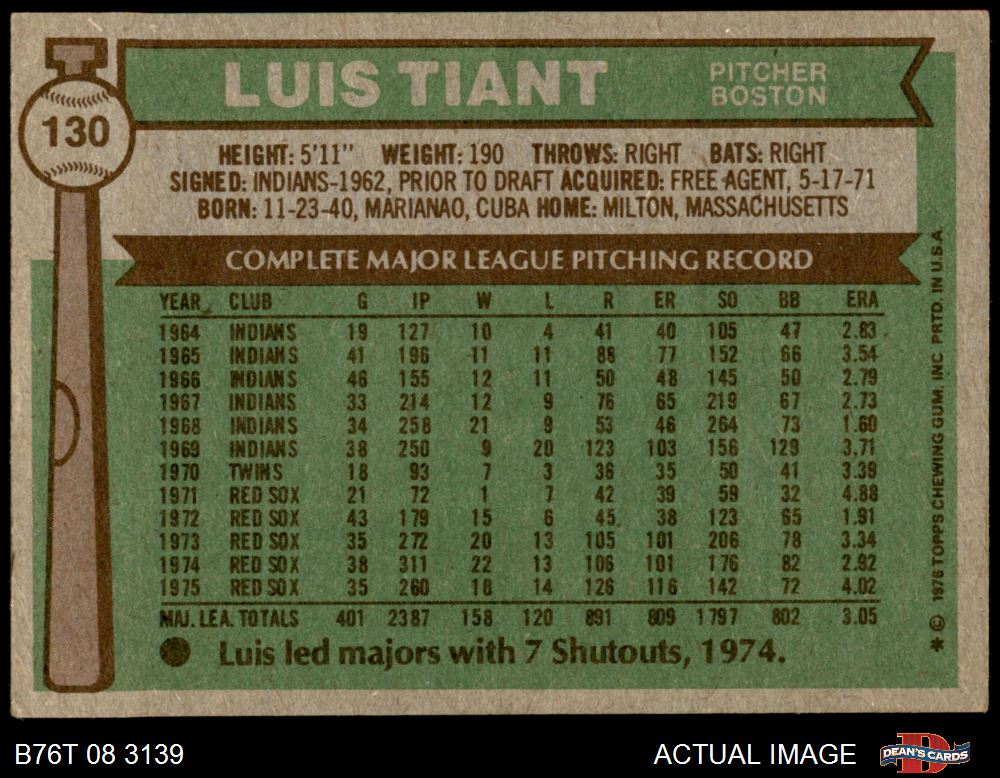 130
LUIS TIANT
PITCHER
BOSTON
HEIGHT: 5'11" WEIGHT: 190 THROWS: RIGHT BATS: RIGHT
SIGNED: INDIANS-1962, PRIOR TO DRAFT ACQUIRED: FREE AGENT, 5-17-71
BORN: 11-23-40, MARIANAO, CUBA HOME: MILTON, MASSACHUSETTS
COMPLETE MAJOR LEAGUE PITCHING RECORD
YEAR CLUB G IP W L R ER SO BB ERA
1964 INDIANS 19 127 10 4 41 40 105 47 2.83
1965 INDIANS 41 196 11 11 88 77 152 66 3.54
1966 INDIANS 46 155 12 11 50 48 145 50 2.79
1967 INDIANS 33 214 12 9 76 65 219 67 2.73
1968 INDIANS 34 258 21 9 53 46 264 73 1.60
1969 INDIANS 38 250 9 20 123 103 156 129 3.71
1970 TWINS 18 93 7 3 36 35 50 41 3.39
1971 RED SOX 21 72 1 7 42 39 59 32 4.88
1972 RED SOX 43 179 15 6 45 38 123 65 1.91
1973 RED SOX 35 272 20 13 105 101 206 78 3.34
1974 RED SOX 38 311 22 13 106 101 176 82 2.92
1975 RED SOX 35 260 18 14 126 116 142 72 4.02
MAJ. LEA. TOTALS 401 2387 158 120 891 809 1797 802 3.05
Luis led majors with 7 Shutouts, 1974.
* © 1976 TOPPS CHEWING GUM, INC PRTD. IN U.S.A.
B76T 08 3139
ACTUAL IMAGE
DEAN'S CARDS